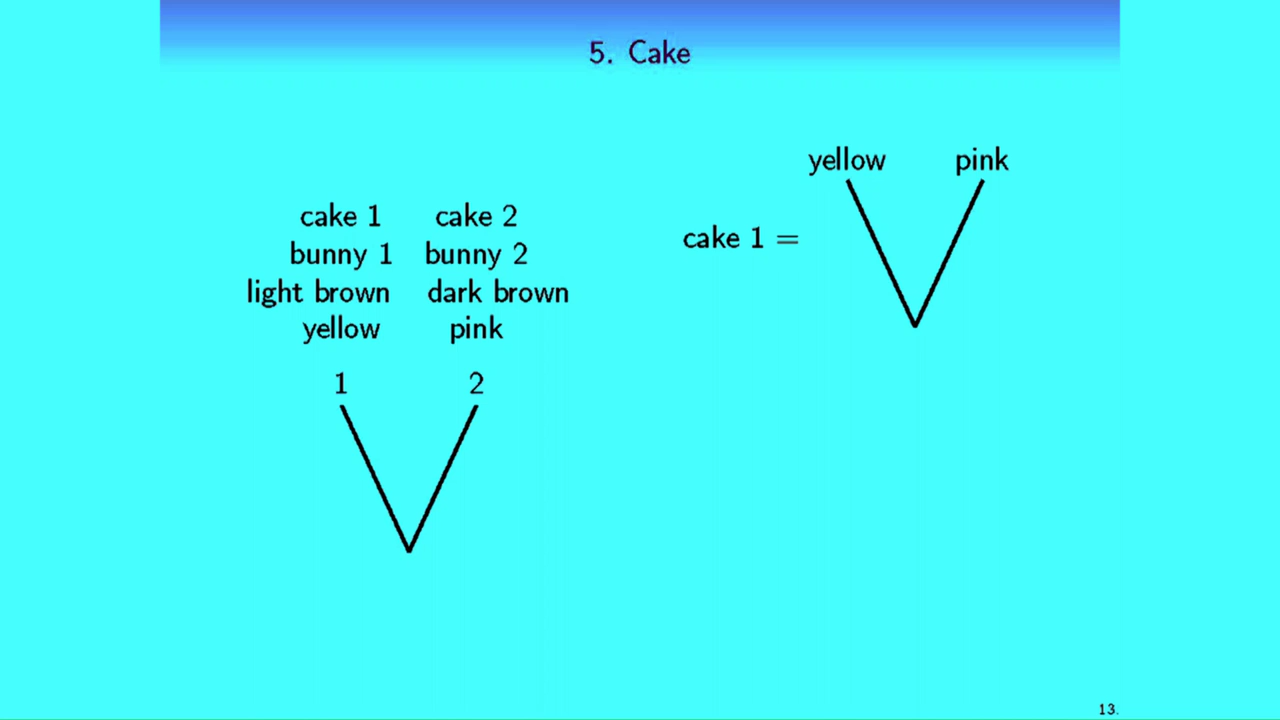 5. Cake
cake 1 cake 2
bunny 1 bunny 2
light brown dark brown
yellow pink
1 2
yellow pink
cake 1 =
13.